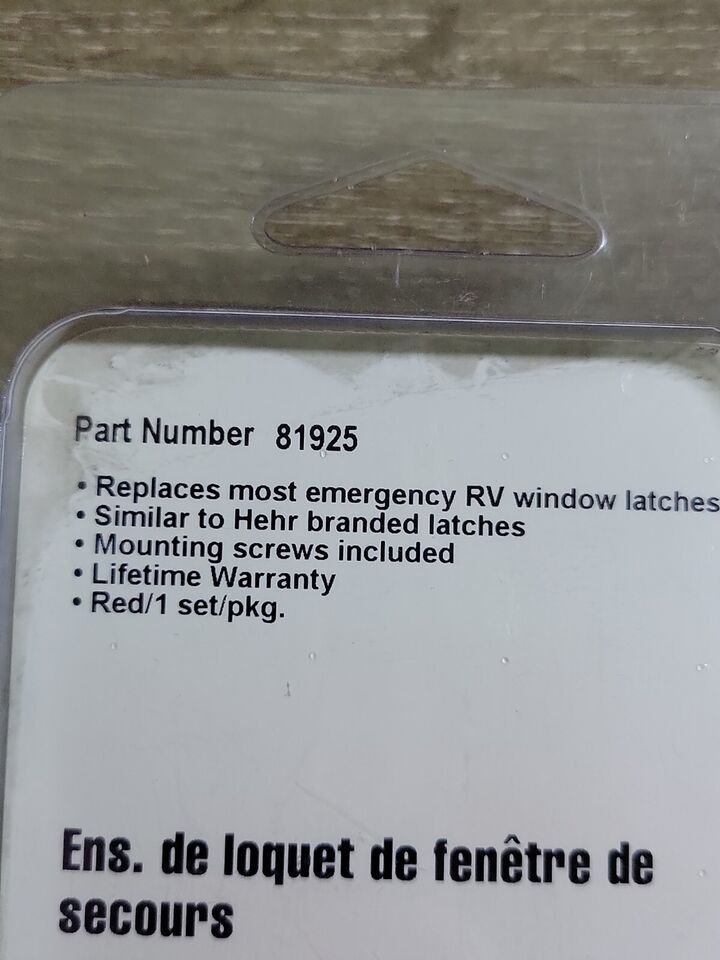 Part Number 81925
• Replaces most emergency RV window latches
• Similar to Hehr branded latches
• Mounting screws included
• Lifetime Warranty
• Red/1 set/pkg.
Ens. de loquet de fenêtre de
secours